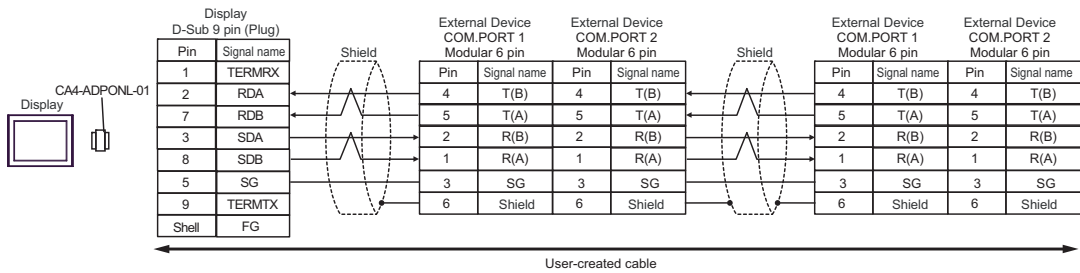 Display
D-Sub 9 pin (Plug)
Pin Signal name
1 TERMRX
2 RDA
7 RDB
3 SDA
8 SDB
5 SG
9 TERMTX
Shell FG
CA4-ADPONL-01
Display
Shield
External Device
COM.PORT 1
Modular 6 pin
External Device
COM.PORT 2
Modular 6 pin
Pin Signal name Pin Signal name
4 T(B) 4 T(B)
5 T(A) 5 T(A)
2 R(B) 2 R(B)
1 R(A) 1 R(A)
3 SG 3 SG
6 Shield 6 Shield
Shield
External Device
COM.PORT 1
Modular 6 pin
External Device
COM.PORT 2
Modular 6 pin
Pin Signal name Pin Signal name
4 T(B) 4 T(B)
5 T(A) 5 T(A)
2 R(B) 2 R(B)
1 R(A) 1 R(A)
3 SG 3 SG
6 Shield 6 Shield
User-created cable